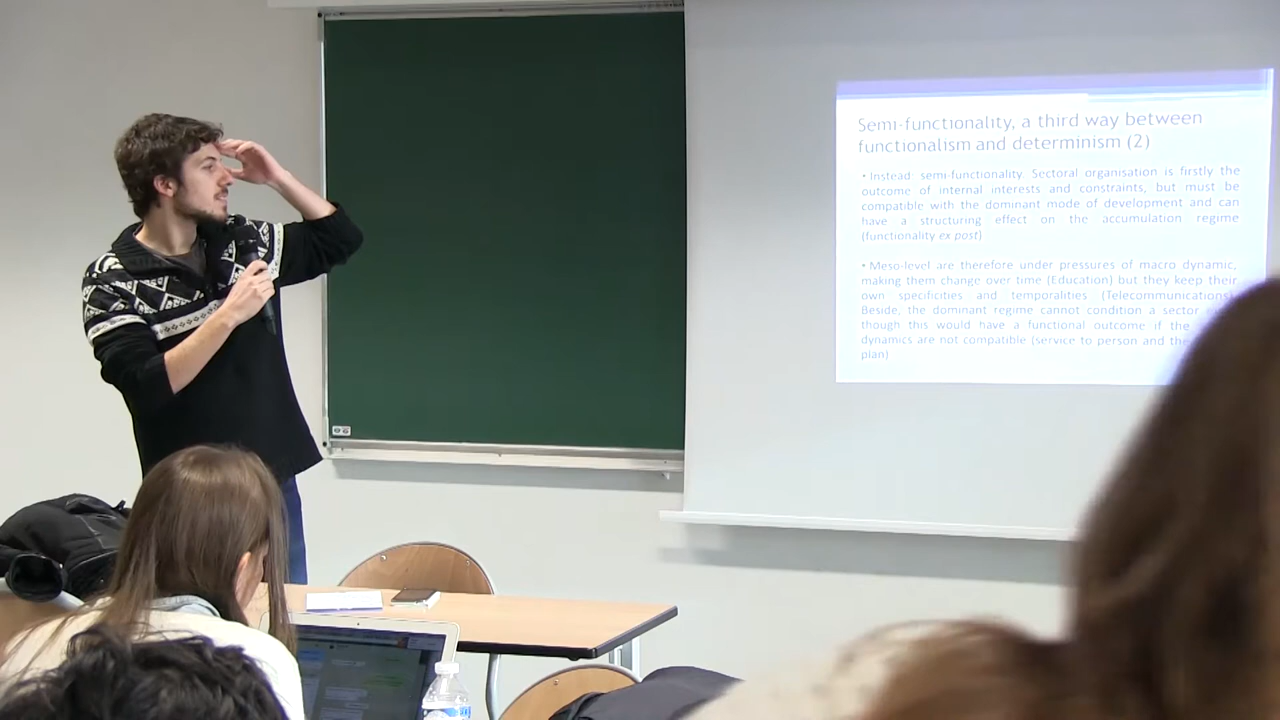 Semi-functionality, a third way between
functionalism and determinism (2)
• Instead: semi-functionality. Sectoral organisation is firstly the
outcome of internal interests and constraints, but must be
compatible with the dominant mode of development and can
have a structuring effect on the accumulation regime
(functionality ex post)
• Meso-level are therefore under pressures of macro dynamic,
making them change over time (Education) but they keep their
own specificities and temporalities (Telecommunications)
Beside, the dominant regime cannot condition a sector
though this would have a functional outcome if the
dynamics are not compatible (service to person and the
plan)